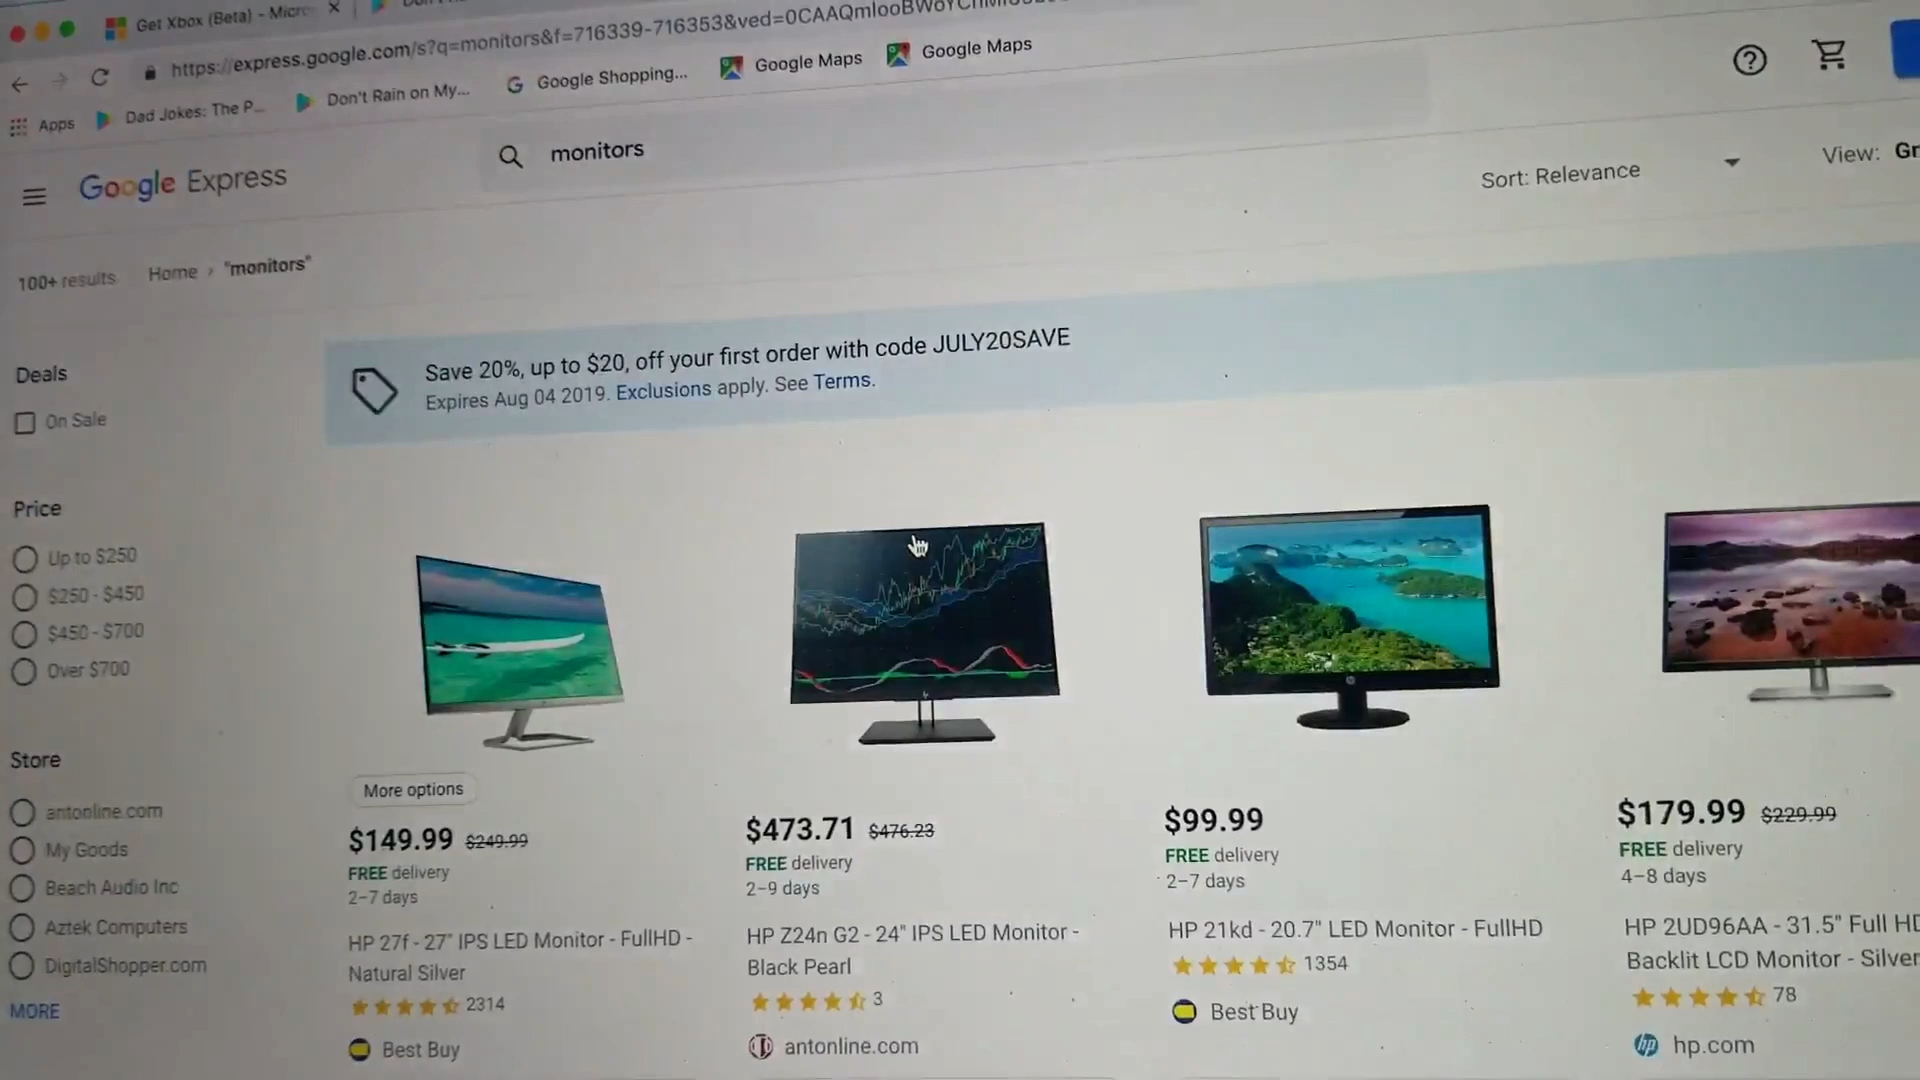 Get Xbox (Beta) - Micro
https://express.google.com/s?q=monitors&f=716339-716353&ved=
Apps
Dad Jokes: The P...
Don't Rain on My...
Google Shopping...
Google Maps
Google Maps
Google Express
monitors
Sort: Relevance
View: Gr
100+ results
Home › "monitors"
Save 20%, up to $20, off your first order with code JULY20SAVE
Expires Aug 04 2019. Exclusions apply. See Terms.
Deals
On Sale
Price
Up to $250
$250 - $450
$450 - $700
Over $700
Store
antonline.com
My Goods
Beach Audio Inc
Aztek Computers
DigitalShopper.com
MORE
More options
$149.99 $249.99
FREE delivery
2–7 days
HP 27f - 27" IPS LED Monitor - FullHD -
Natural Silver
2314
Best Buy
$473.71 $476.23
FREE delivery
2–9 days
HP Z24n G2 - 24" IPS LED Monitor -
Black Pearl
3
antonline.com
$99.99
FREE delivery
2–7 days
HP 21kd - 20.7" LED Monitor - FullHD
1354
Best Buy
$179.99 $229.99
FREE delivery
4–8 days
HP 2UD96AA - 31.5" Full HD
Backlit LCD Monitor - Silver
78
hp hp.com